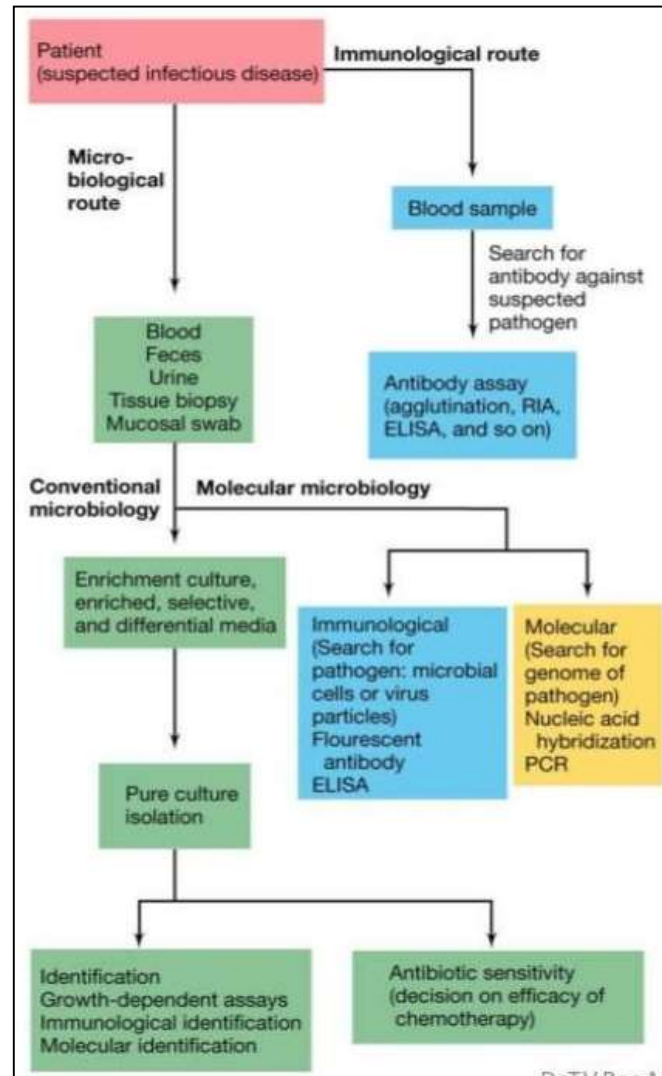 Patient
(suspected infectious disease)
Immunological route
Micro-
biological
route
Blood sample
Search for
antibody against
suspected
pathogen
Blood
Feces
Urine
Tissue biopsy
Mucosal swab
Antibody assay
(agglutination, RIA,
ELISA, and so on)
Conventional
microbiology
Molecular microbiology
Enrichment culture,
enriched, selective,
and differential media
Immunological
(Search for
pathogen: microbial
cells or virus
particles)
Flourescent
antibody
ELISA
Molecular
(Search for
genome of
pathogen)
Nucleic acid
hybridization
PCR
Pure culture
isolation
Identification
Growth-dependent assays
Immunological identification
Molecular identification
Antibiotic sensitivity
(decision on efficacy of
chemotherapy)